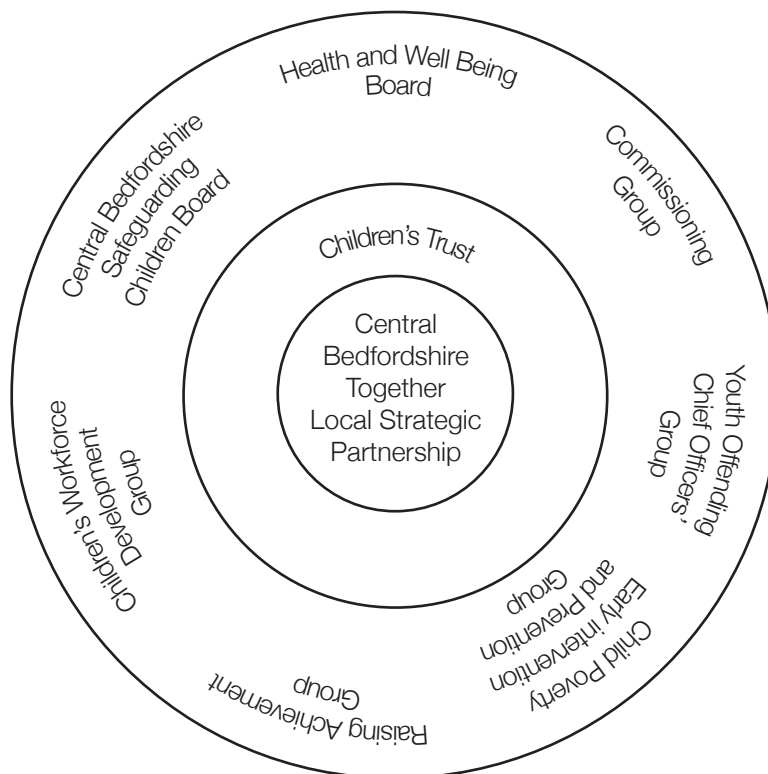 Health and Well Being
Board
Commissioning
Group
Youth Offending
Chief Officers’
Group
Child Poverty
Early intervention
and Prevention
Group
Raising Achievement
Group
Children’s Workforce
Development
Group
Central Bedfordshire
Safeguarding
Children Board
Children’s Trust
Central
Bedfordshire
Together
Local Strategic
Partnership